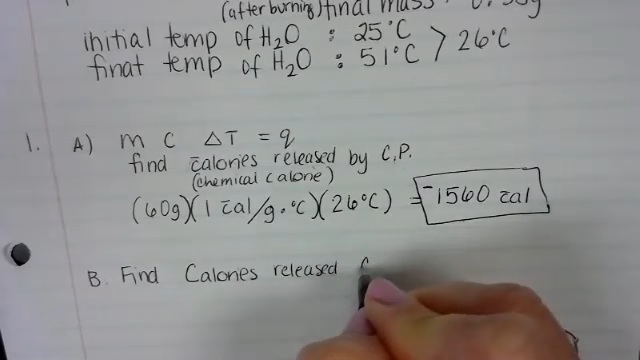 (after burning) final mass
initial temp of H₂O : 25°C
final temp of H₂O : 51°C > 26°C
1. A) m c ΔT = q
find calories released by C.P.
(chemical calorie)
(60g)(1 cal/g·°C)(26°C) = -1560 cal
B. Find Calories released